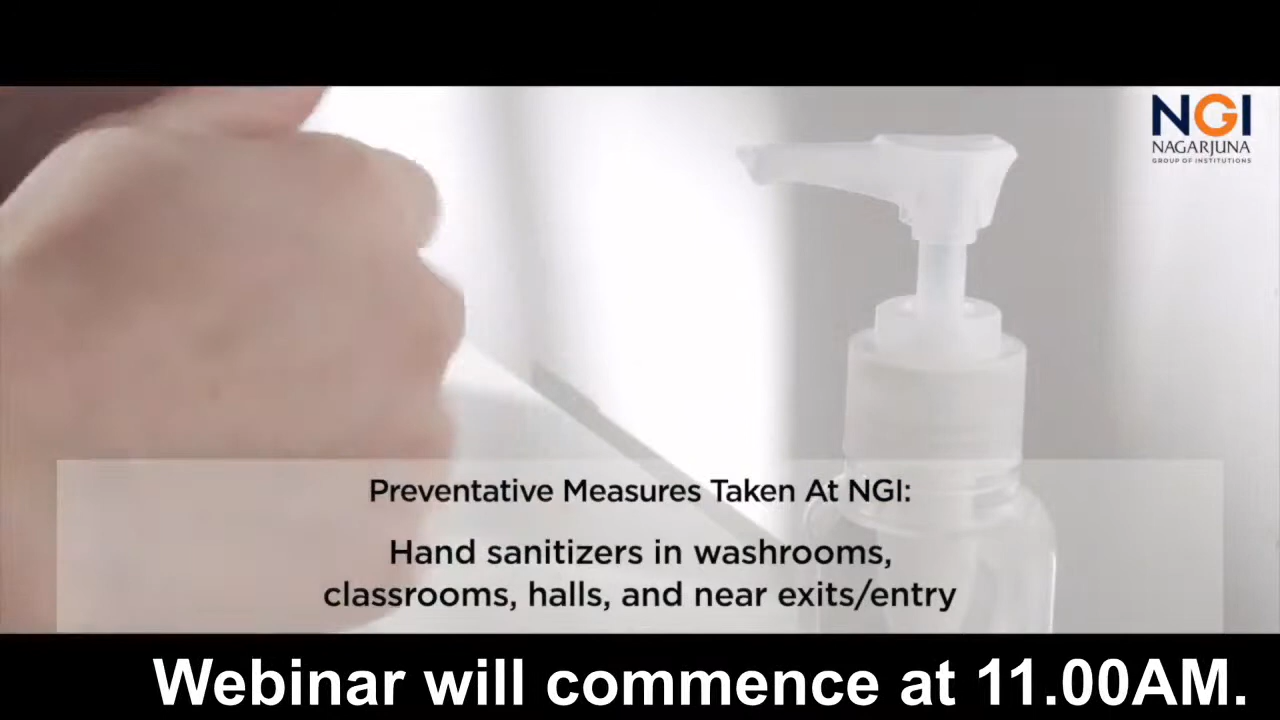 NGI
NAGARJUNA
GROUP OF INSTITUTIONS
Preventative Measures Taken At NGI:
Hand sanitizers in washrooms,
classrooms, halls, and near exits/entry
Webinar will commence at 11.00AM.